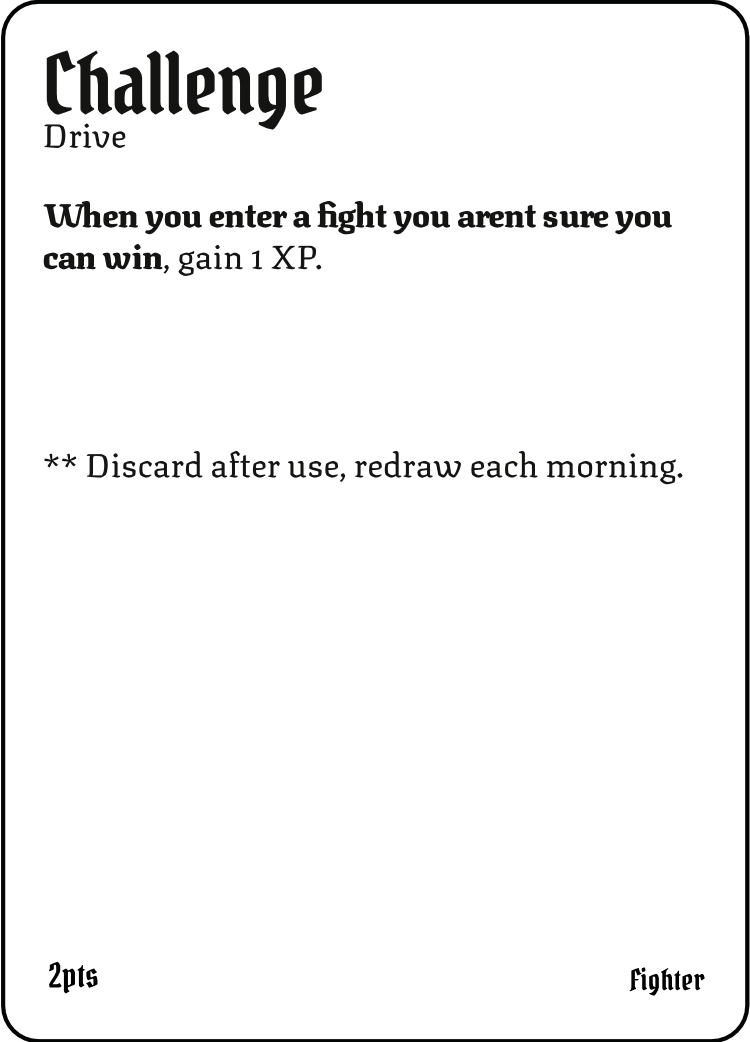 Challenge
Drive
When you enter a fight you arent sure you
can win, gain 1 XP.
** Discard after use, redraw each morning.
2pts
Fighter